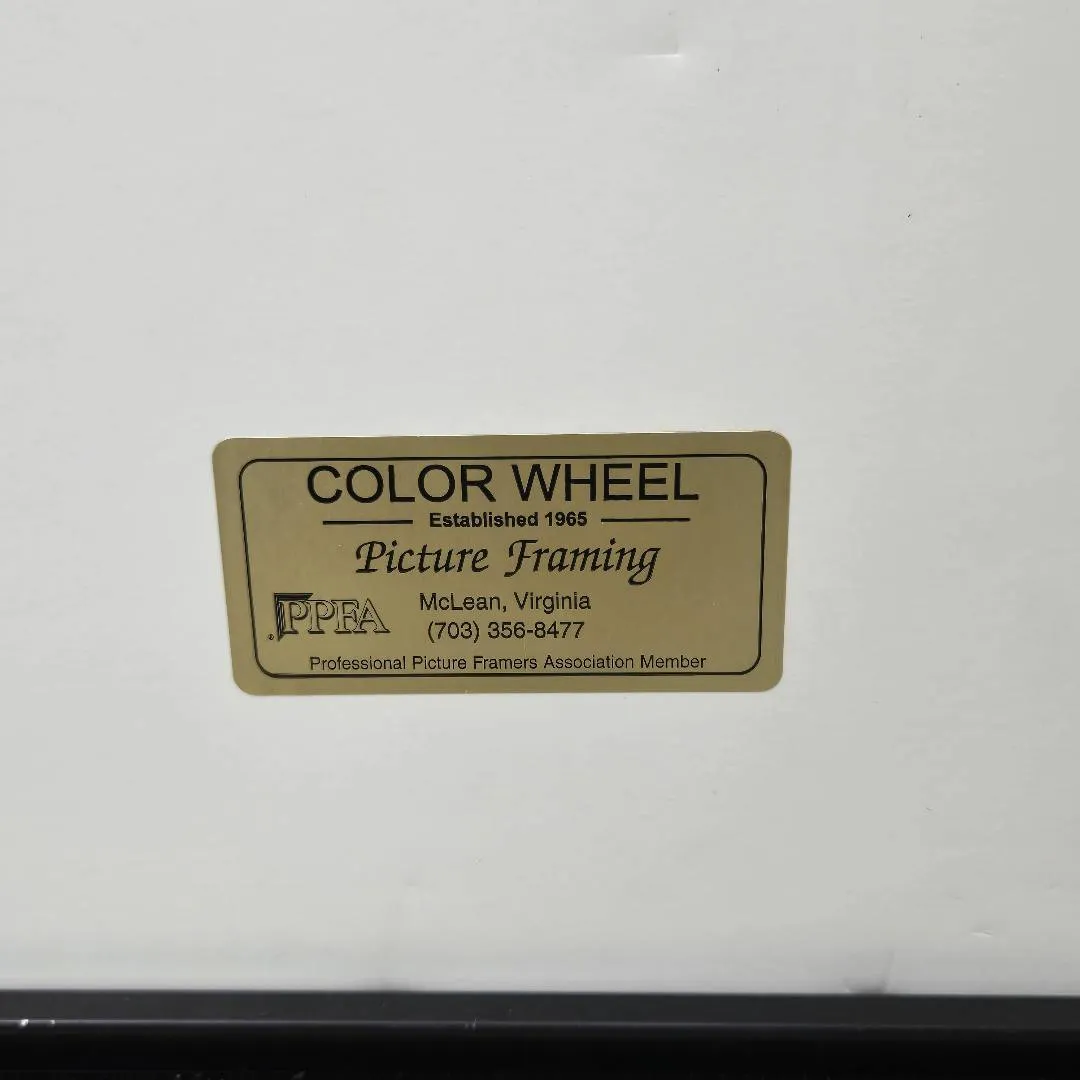 COLOR WHEEL
Established 1965
Picture Framing
McLean, Virginia
® PPFA
(703) 356-8477
Professional Picture Framers Association Member